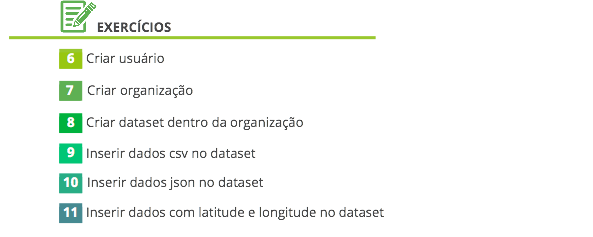 EXERCÍCIOS
6 Criar usuário
7 Criar organização
8 Criar dataset dentro da organização
9 Inserir dados csv no dataset
10 Inserir dados json no dataset
11 Inserir dados com latitude e longitude no dataset